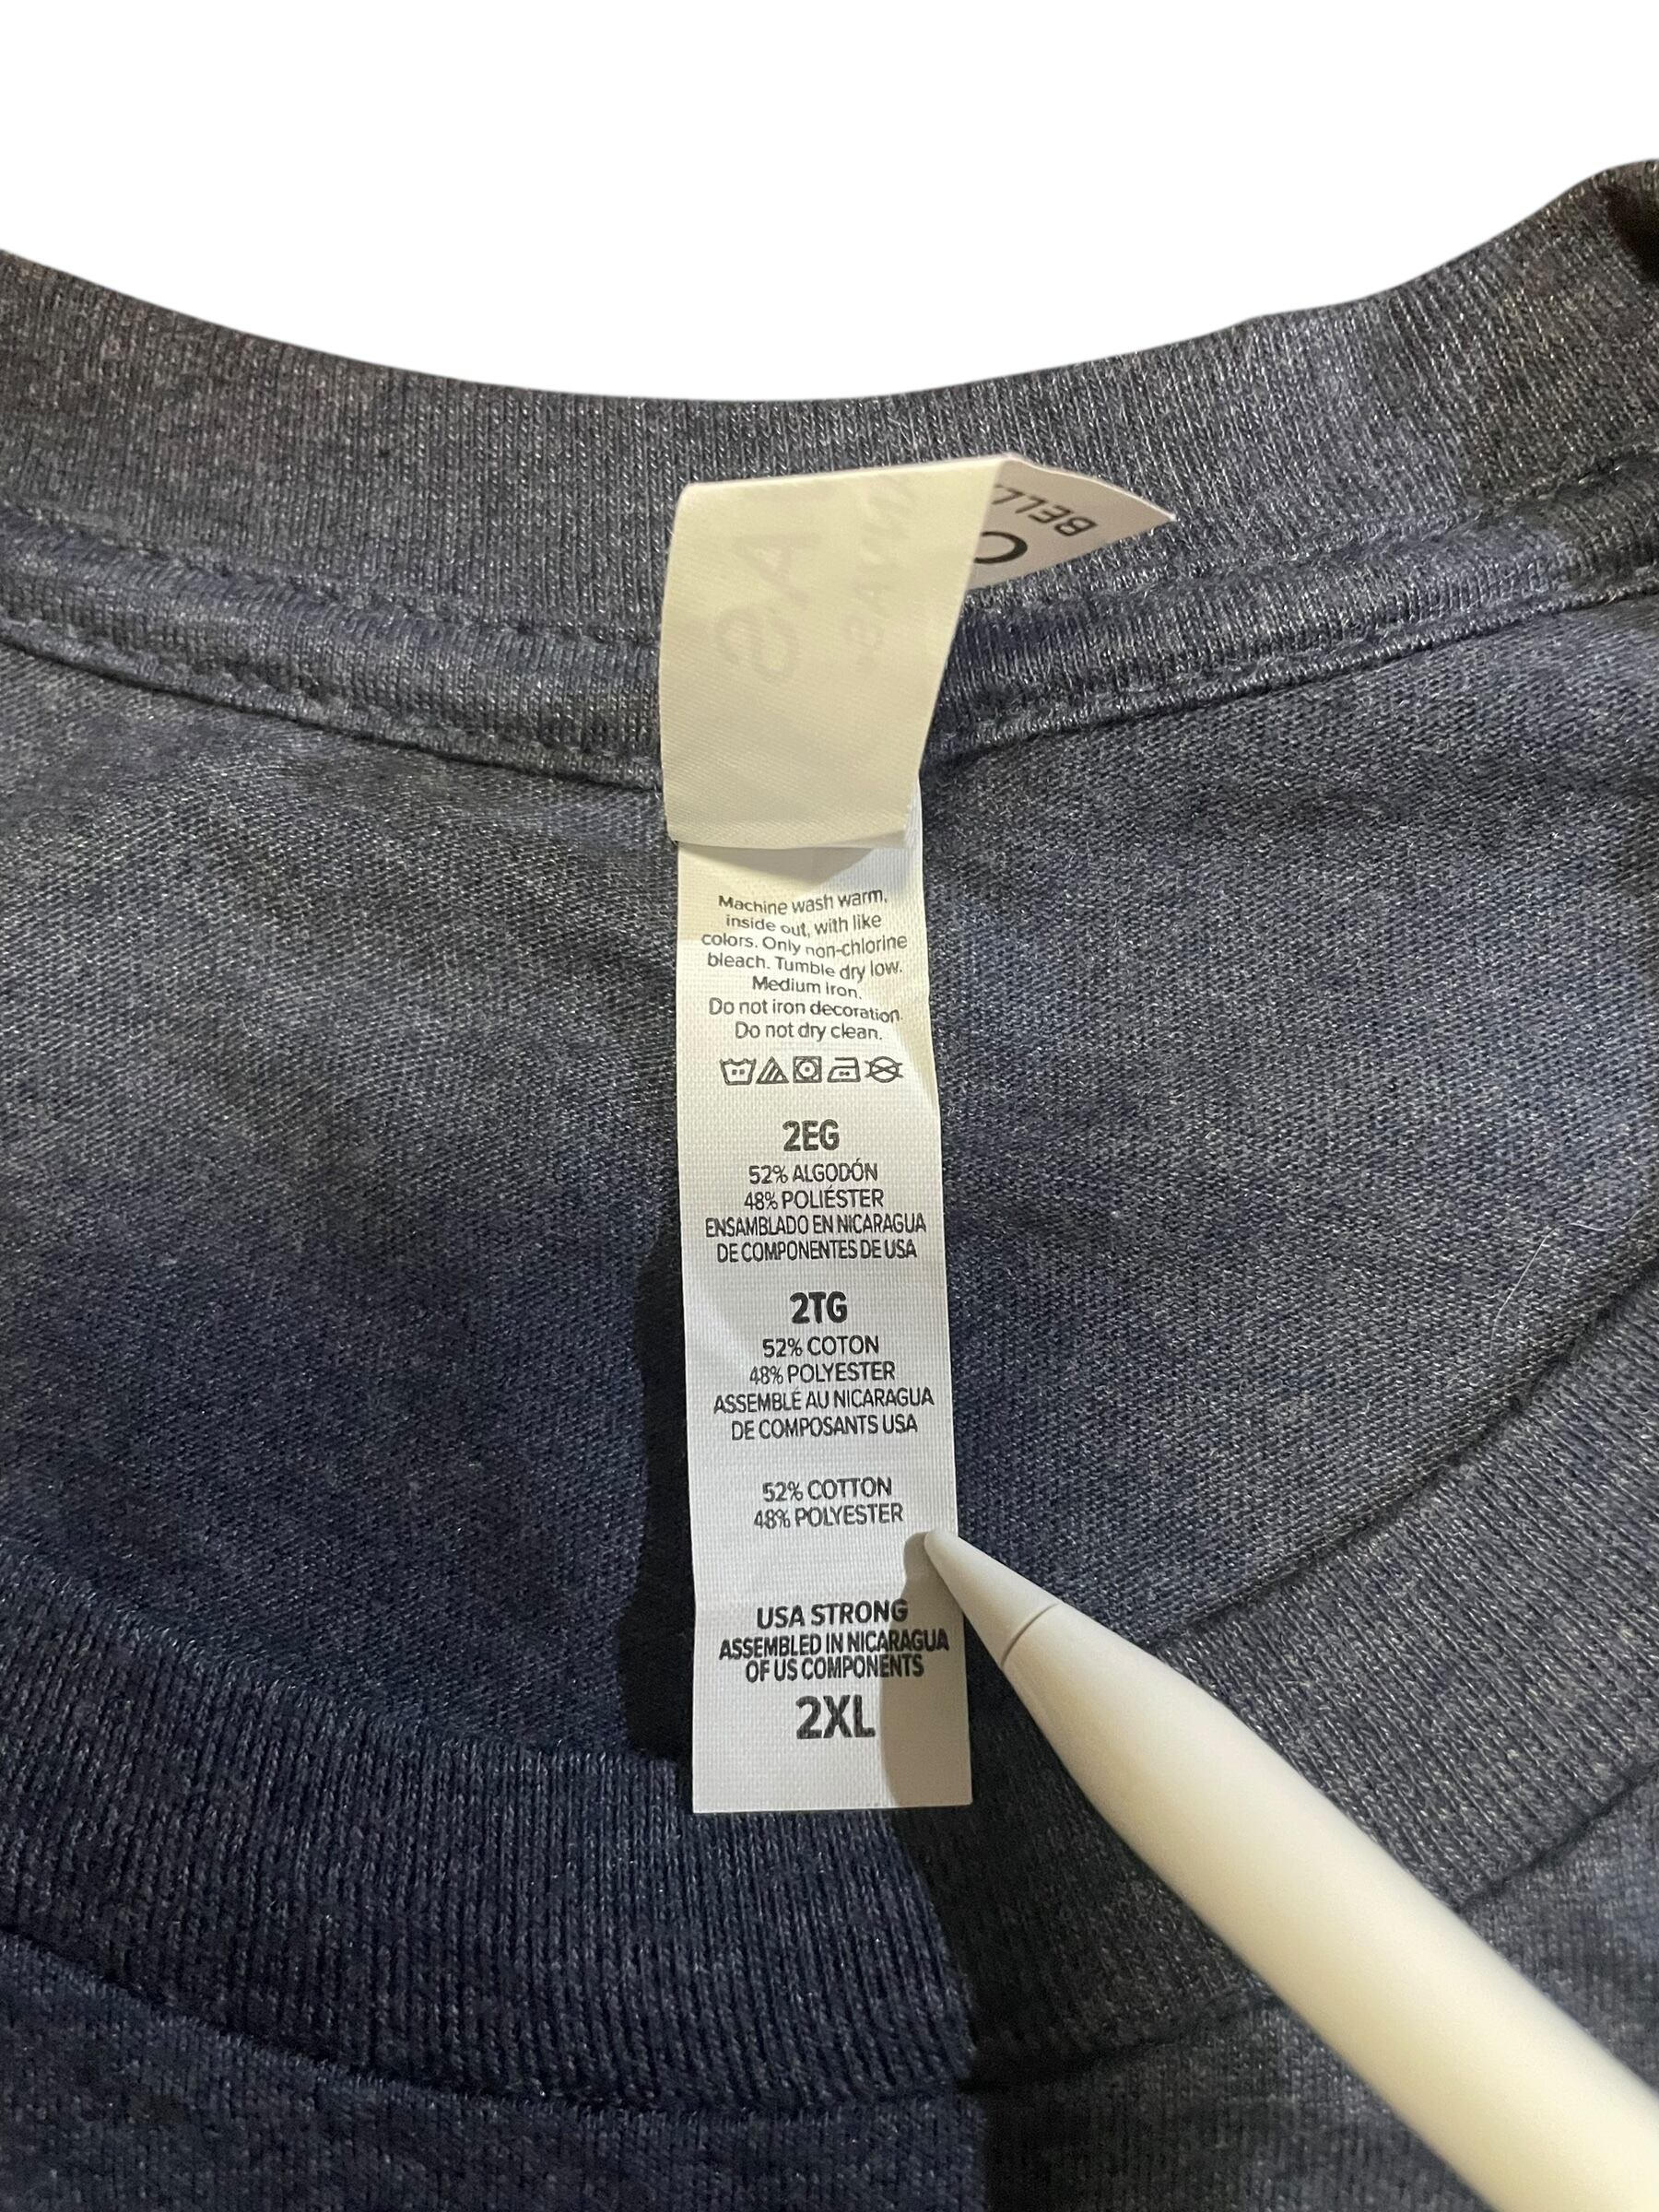 BELL
Machine wash warm,
inside out, with like
colors. Only non-chlorine
bleach. Tumble dry low.
Medium Iron.
Do not iron decoration.
Do not dry clean.
2EG
52% ALGODÓN
48% POLIÉSTER
ENSAMBLADO EN NICARAGUA
DE COMPONENTES DE USA
2TG
52% COTON
48% POLYESTER
ASSEMBLÉ AU NICARAGUA
DE COMPOSANTS USA
52% COTTON
48% POLYESTER
USA STRONG
ASSEMBLED IN NICARAGUA
OF US COMPONENTS
2XL